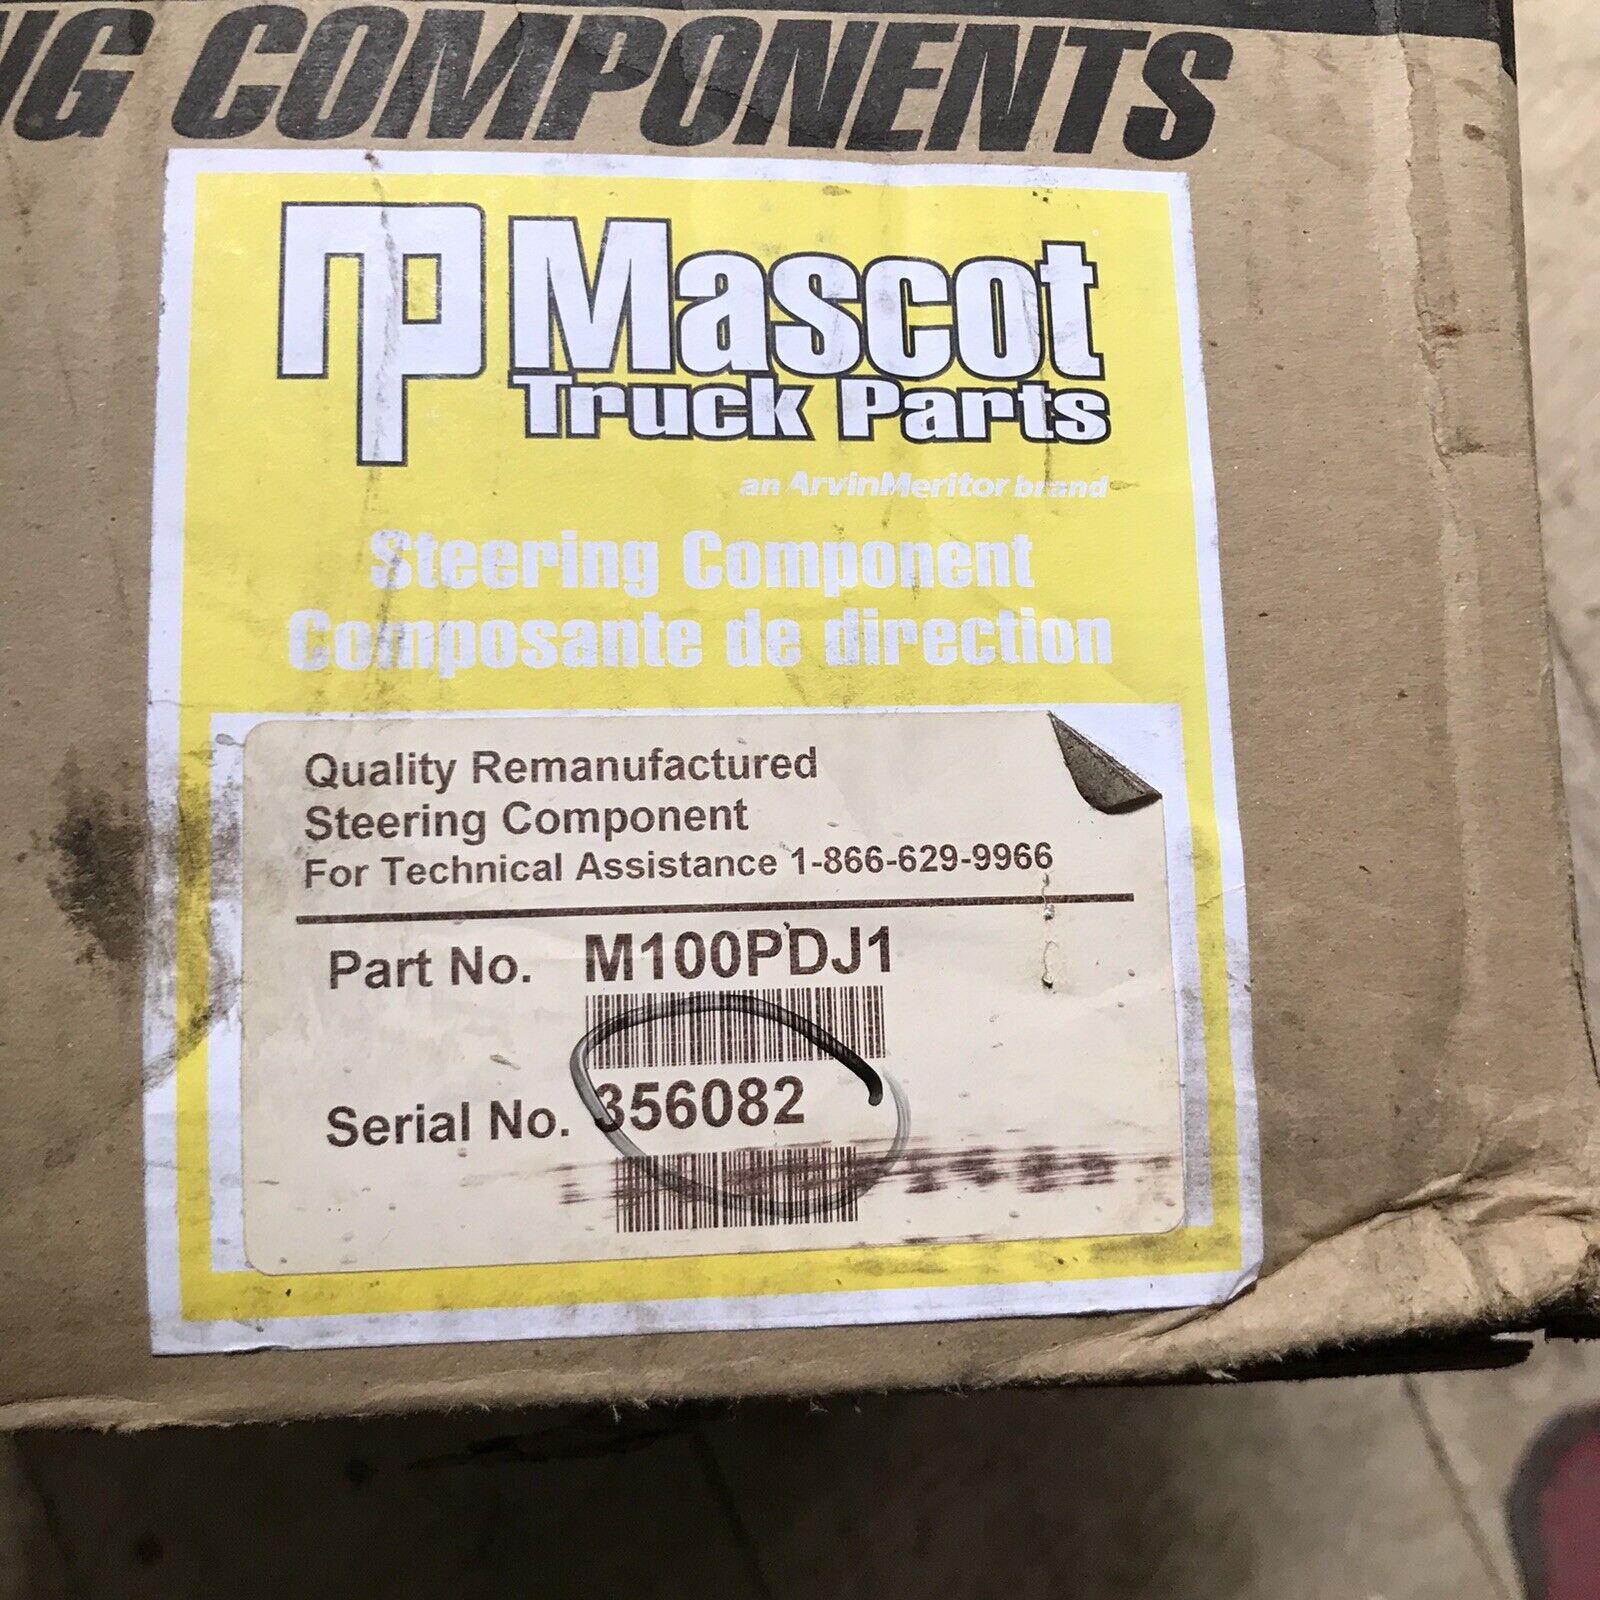 COMPONENTS
Mascot
Truck Parts
an ArvinMeritor brand
Steering Component
Composante de direction
Quality Remanufactured
Steering Component
For Technical Assistance 1-866-629-9966
Part No. M100PDJ1
Serial No. 356082